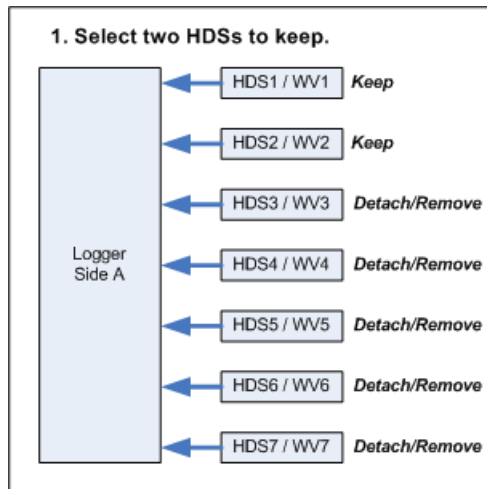 1. Select two HDSs to keep.
HDS1 / WV1 Keep
HDS2 / WV2 Keep
HDS3 / WV3 Detach/Remove
Logger
Side A
HDS4 / WV4 Detach/Remove
HDS5 / WV5 Detach/Remove
HDS6 / WV6 Detach/Remove
HDS7 / WV7 Detach/Remove